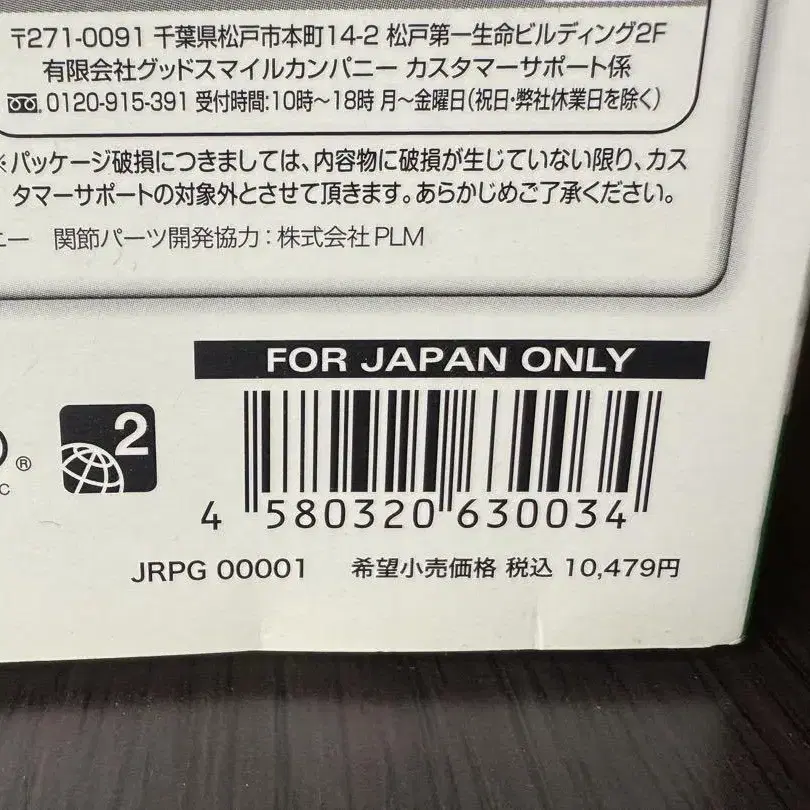 〒271-0091 千葉県松戸市本町14-2 松戸第一生命ビルディング2F
有限会社グッドスマイルカンパニー カスタマーサポート係
0120-915-391 受付時間:10時～18時 月～金曜日(祝日・弊社休業日を除く)
※パッケージ破損につきましては、内容物に破損が生じていない限り、カス
タマーサポートの対象外とさせて頂きます。あらかじめご了承ください。
ニー 関節パーツ開発協力:株式会社PLM
FOR JAPAN ONLY
2
®
C
4 580320 630034
JRPG 00001 希望小売価格 税込 10,479円